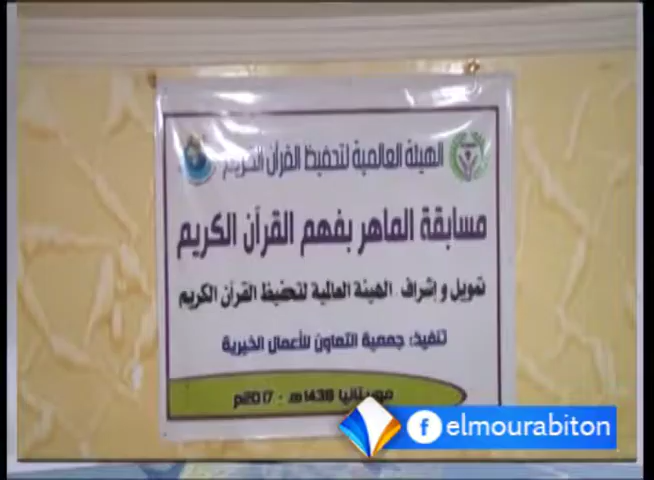 الهيئة العالمية لتحفيظ القرآن الكريم
مسابقة الماهر بفهم القرآن الكريم
تمويل و إشراف الهيئة العالية لتحفيظ القرآن الكريم
تنفيذ: جمعية التعاون للأعمال الخيرية
موريتانيا 1438هـ - 2017م
elmourabiton